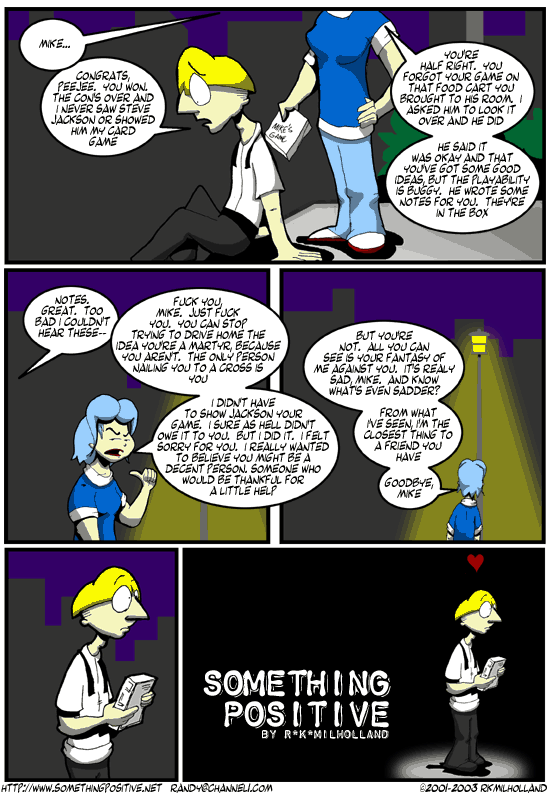 MIKE...
CONGRATS,
PEEJEE. YOU WON.
THE CON'S OVER AND
I NEVER SAW STEVE
JACKSON OR SHOWED
HIM MY CARD
GAME
MIKE'S
GAME
YOU'RE
HALF RIGHT. YOU
FORGOT YOUR GAME ON
THAT FOOD CART YOU
BROUGHT TO HIS ROOM. I
ASKED HIM TO LOOK IT
OVER AND HE DID
HE SAID IT
WAS OKAY AND THAT
YOU'VE GOT SOME GOOD
IDEAS, BUT THE PLAYABILITY
IS BUGGY. HE WROTE SOME
NOTES FOR YOU. THEY'RE
IN THE BOX
NOTES,
GREAT. TOO
BAD I COULDN'T
HEAR THESE--
FUCK YOU,
MIKE. JUST FUCK
YOU. YOU CAN STOP
TRYING TO DRIVE HOME THE
IDEA YOU'RE A MARTYR, BECAUSE
YOU AREN'T. THE ONLY PERSON
NAILING YOU TO A CROSS IS
YOU
I DIDN'T HAVE
TO SHOW JACKSON YOUR
GAME. I SURE AS HELL DIDN'T
OWE IT TO YOU. BUT I DID IT. I FELT
SORRY FOR YOU. I REALLY WANTED
TO BELIEVE YOU MIGHT BE A
DECENT PERSON. SOMEONE WHO
WOULD BE THANKFUL FOR
A LITTLE HELP
BUT YOU'RE
NOT. ALL YOU CAN
SEE IS YOUR FANTASY OF
ME AGAINST YOU. IT'S REALY
SAD, MIKE. AND KNOW
WHAT'S EVEN SADDER?
FROM WHAT
I'VE SEEN, I'M THE
CLOSEST THING TO
A FRIEND YOU
HAVE
GOODBYE,
MIKE
SOMETHING
POSITIVE
BY R*K*MILHOLLAND
HTTP://WWW.SOMETHINGPOSITIVE.NET RANDY@CHANNEL1.COM ©2001-2003 RKMILHOLLAND